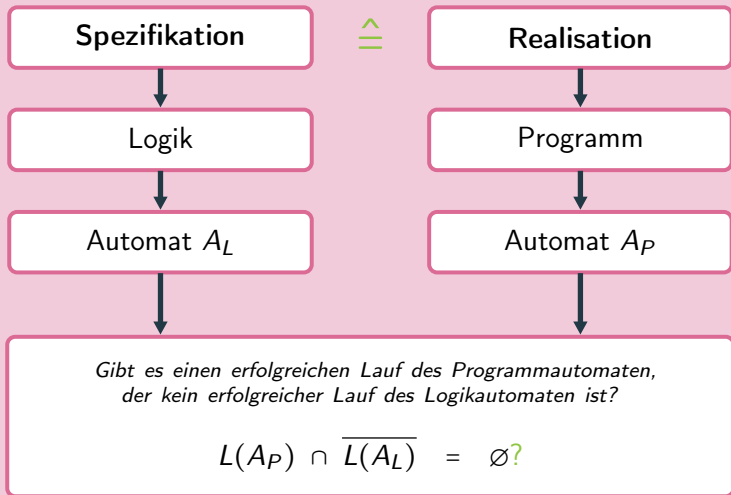 Spezifikation ≙ Realisation
Logik Programm
Automat A_L Automat A_P
Gibt es einen erfolgreichen Lauf des Programmautomaten,
der kein erfolgreicher Lauf des Logikautomaten ist?
L(A_P) ∩ \overline{L(A_L)} = ∅?